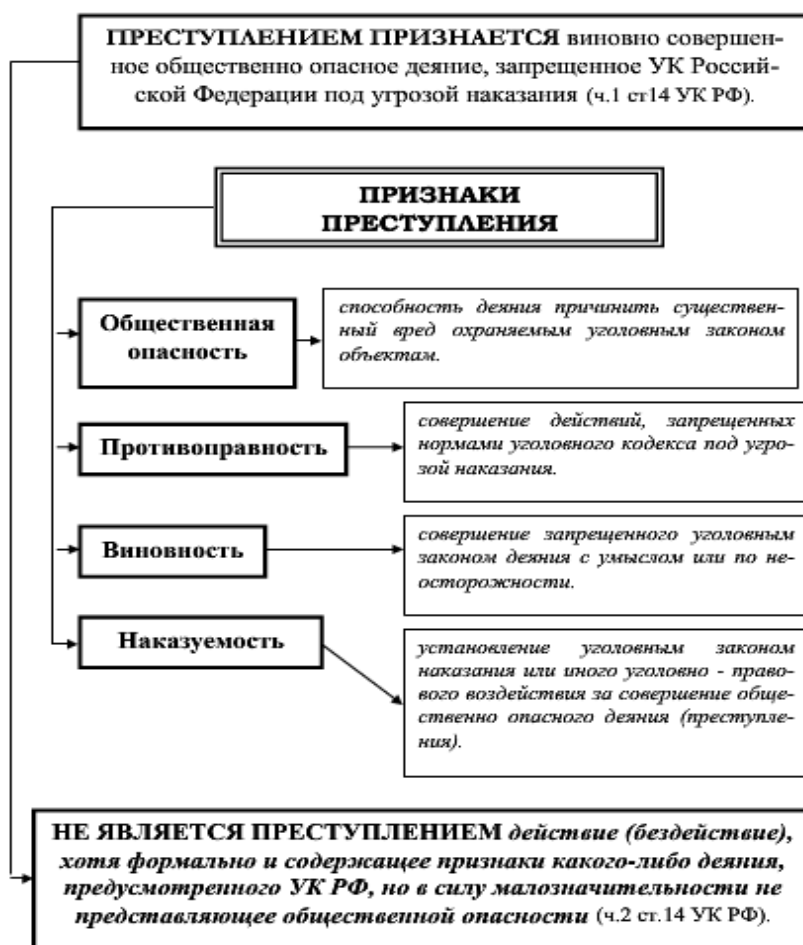 ПРЕСТУПЛЕНИЕМ ПРИЗНАЕТСЯ виновно совершен-
ное общественно опасное деяние, запрещенное УК Россий-
ской Федерации под угрозой наказания (ч.1 ст14 УК РФ).
ПРИЗНАКИ
ПРЕСТУПЛЕНИЯ
Общественная
опасность
способность деяния причинить существен-
ный вред охраняемым уголовным законом
объектам.
Противоправность
совершение действий, запрещенных
нормами уголовного кодекса под угро-
зой наказания.
Виновность
совершение запрещенного уголовным
законом деяния с умыслом или по не-
осторожности.
Наказуемость
установление уголовным законом
наказания или иного уголовно - право-
вого воздействия за совершение обще-
ственно опасного деяния (преступле-
ния).
НЕ ЯВЛЯЕТСЯ ПРЕСТУПЛЕНИЕМ действие (бездействие),
хотя формально и содержащее признаки какого-либо деяния,
предусмотренного УК РФ, но в силу малозначительности не
представляющее общественной опасности (ч.2 ст.14 УК РФ).